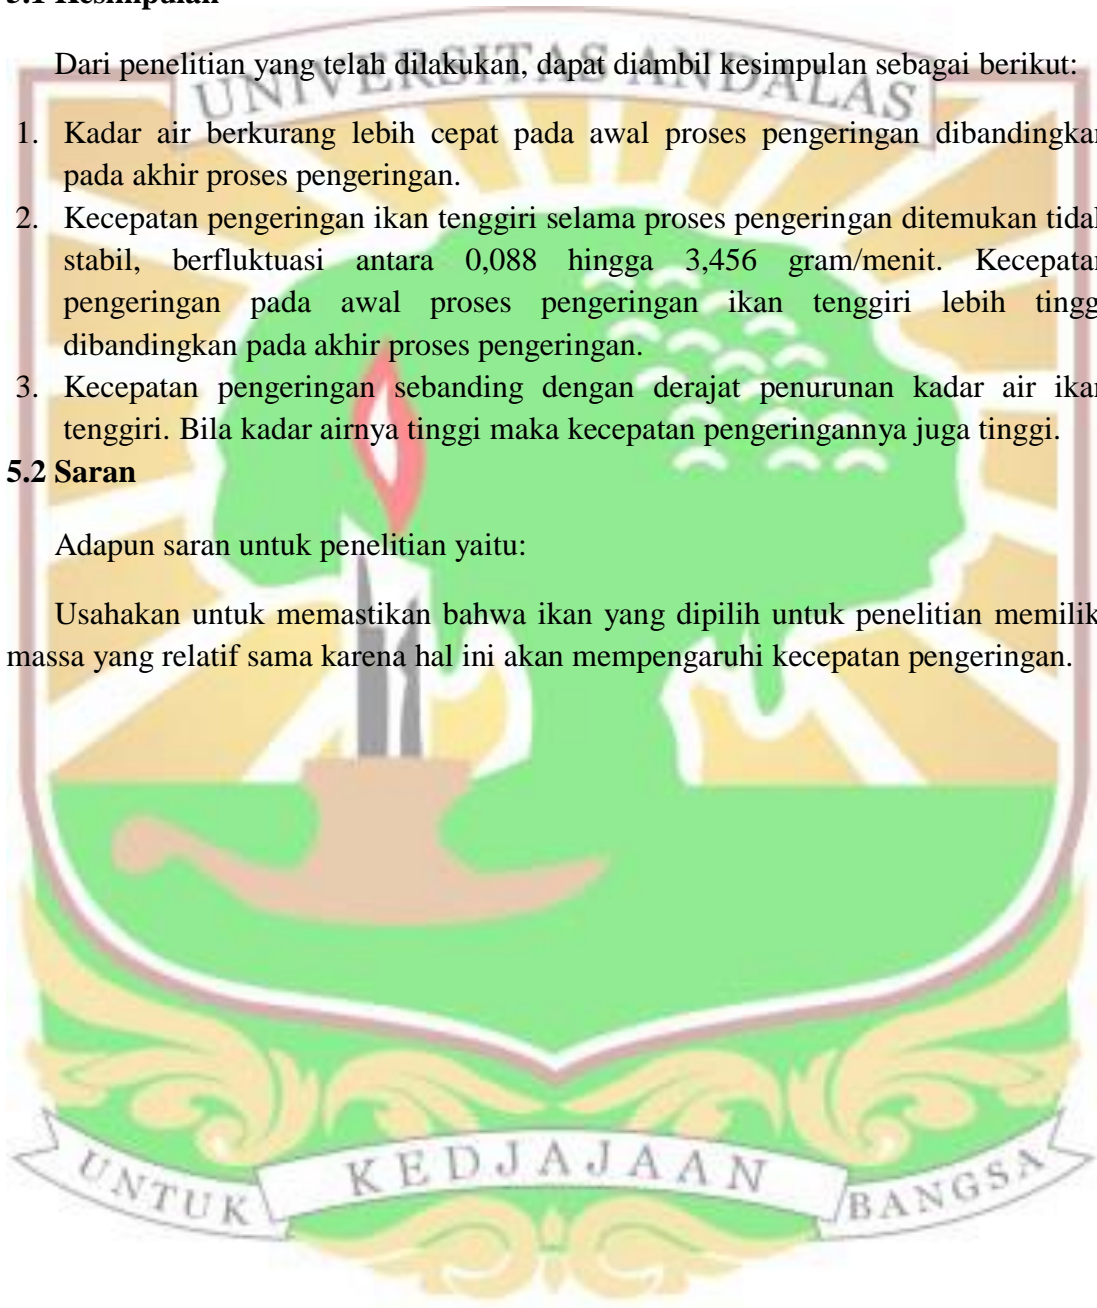 5.1 Kesimpulan
Dari penelitian yang telah dilakukan, dapat diambil kesimpulan sebagai berikut:
UNIVERSITAS ANDALAS
1. Kadar air berkurang lebih cepat pada awal proses pengeringan dibandingkan
pada akhir proses pengeringan.
2. Kecepatan pengeringan ikan tenggiri selama proses pengeringan ditemukan tidak
stabil, berfluktuasi antara 0,088 hingga 3,456 gram/menit. Kecepatan
pengeringan pada awal proses pengeringan ikan tenggiri lebih tinggi
dibandingkan pada akhir proses pengeringan.
3. Kecepatan pengeringan sebanding dengan derajat penurunan kadar air ikan
tenggiri. Bila kadar airnya tinggi maka kecepatan pengeringannya juga tinggi.
5.2 Saran
Adapun saran untuk penelitian yaitu:
Usahakan untuk memastikan bahwa ikan yang dipilih untuk penelitian memiliki
massa yang relatif sama karena hal ini akan mempengaruhi kecepatan pengeringan.
UNTUK KEDJAJAAN BANGSA